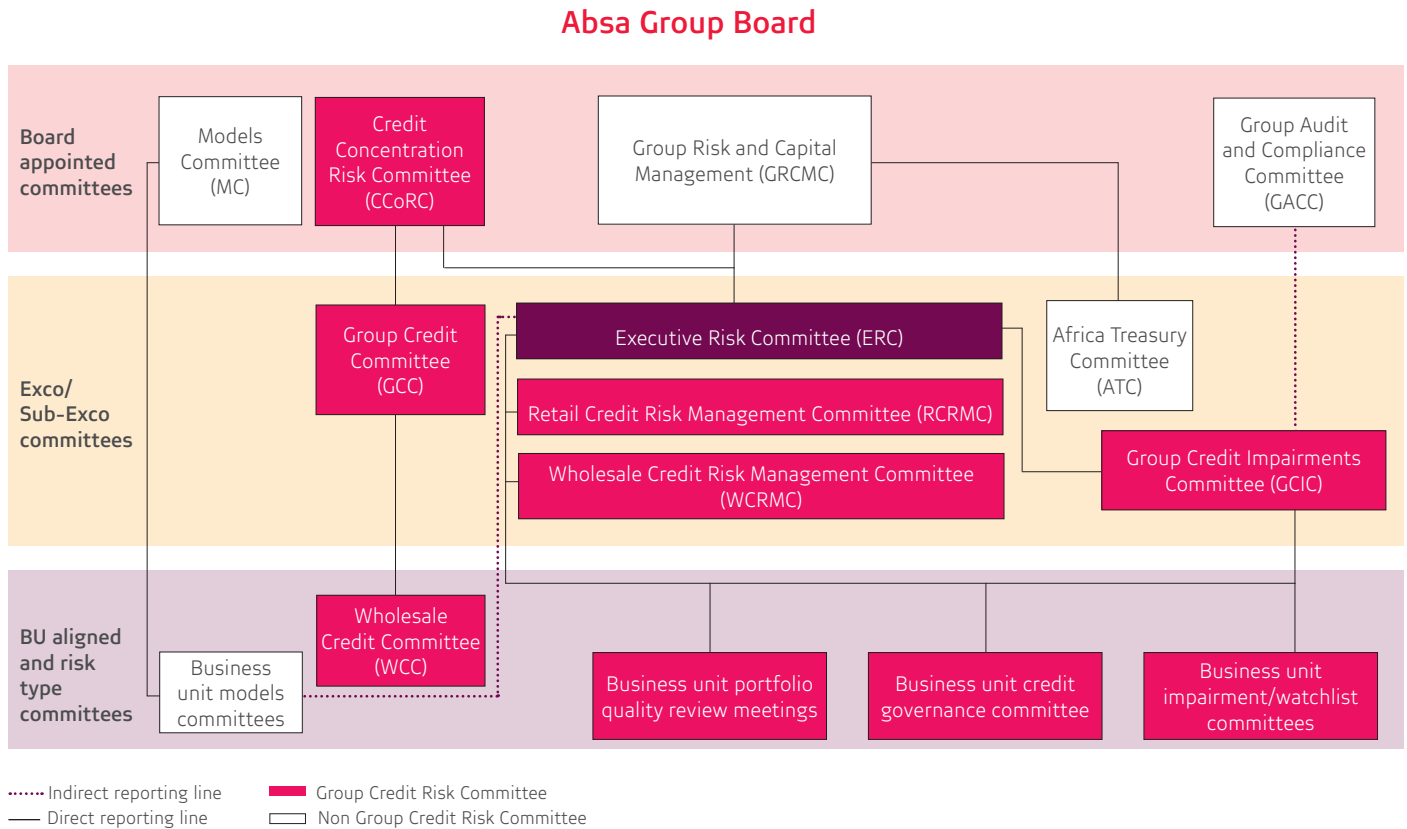 Absa Group Board
Board
appointed
committees
Models
Committee
(MC)
Credit
Concentration
Risk Committee
(CCoRC)
Group Risk and Capital
Management (GRCMC)
Group Audit
and Compliance
Committee
(GACC)
Exco/
Sub-Exco
committees
Group Credit
Committee
(GCC)
Executive Risk Committee (ERC)
Retail Credit Risk Management Committee (RCRMC)
Wholesale Credit Risk Management Committee
(WCRMC)
Africa Treasury
Committee
(ATC)
Group Credit Impairments
Committee (GCIC)
BU aligned
and risk
type
committees
Business
unit models
committees
Wholesale
Credit Committee
(WCC)
Business unit portfolio
quality review meetings
Business unit credit
governance committee
Business unit
impairment/watchlist
committees
Indirect reporting line
Group Credit Risk Committee
Direct reporting line
Non Group Credit Risk Committee